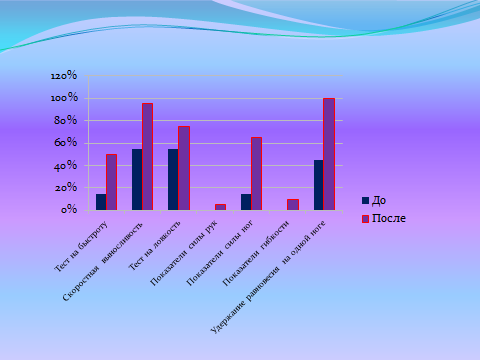 120%
100%
80%
60%
40%
20%
0%
Тест на быстроту
Скоростная выносливость
Тест на ловкость
Показатели силы рук
Показатели силы ног
Показатели гибкости
Удержание равновесия на одной ноге
До
После